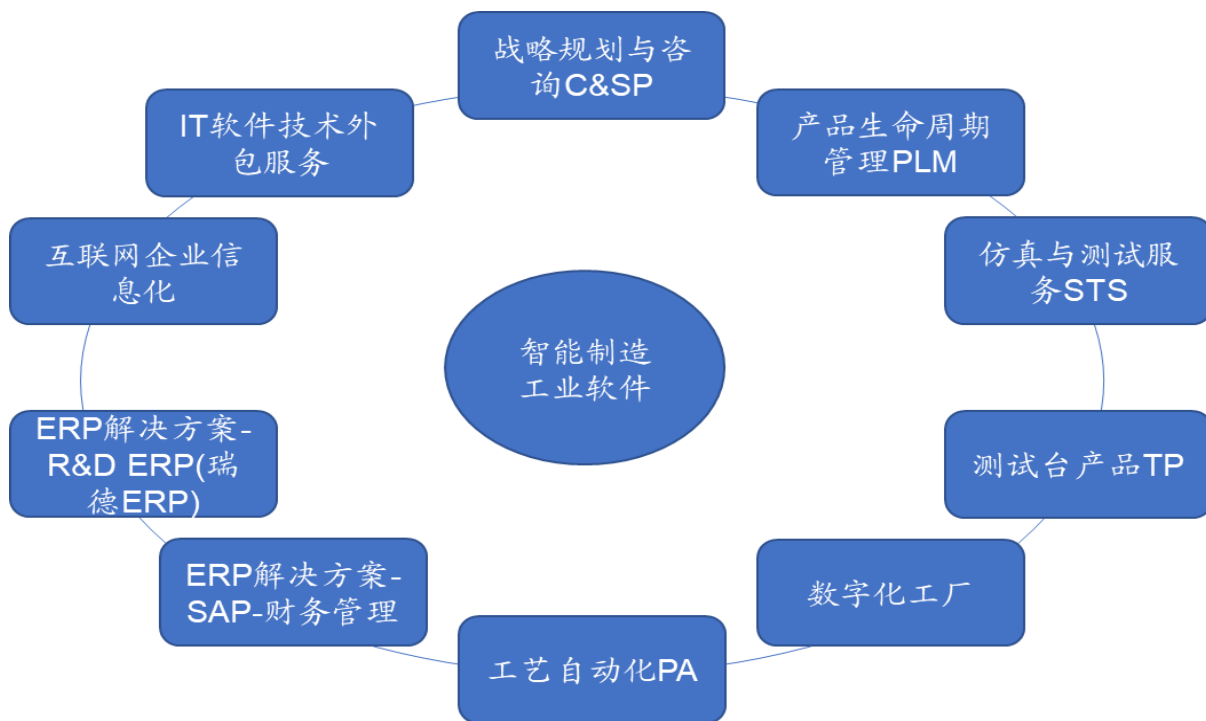 战略规划与咨
询C&SP
产品生命周期
管理PLM
仿真与测试服
务STS
测试台产品TP
数字化工厂
工艺自动化PA
ERP解决方案-
SAP-财务管理
ERP解决方案-
R&D ERP(瑞
德ERP)
互联网企业信
息化
IT软件技术外
包服务
智能制造
工业软件